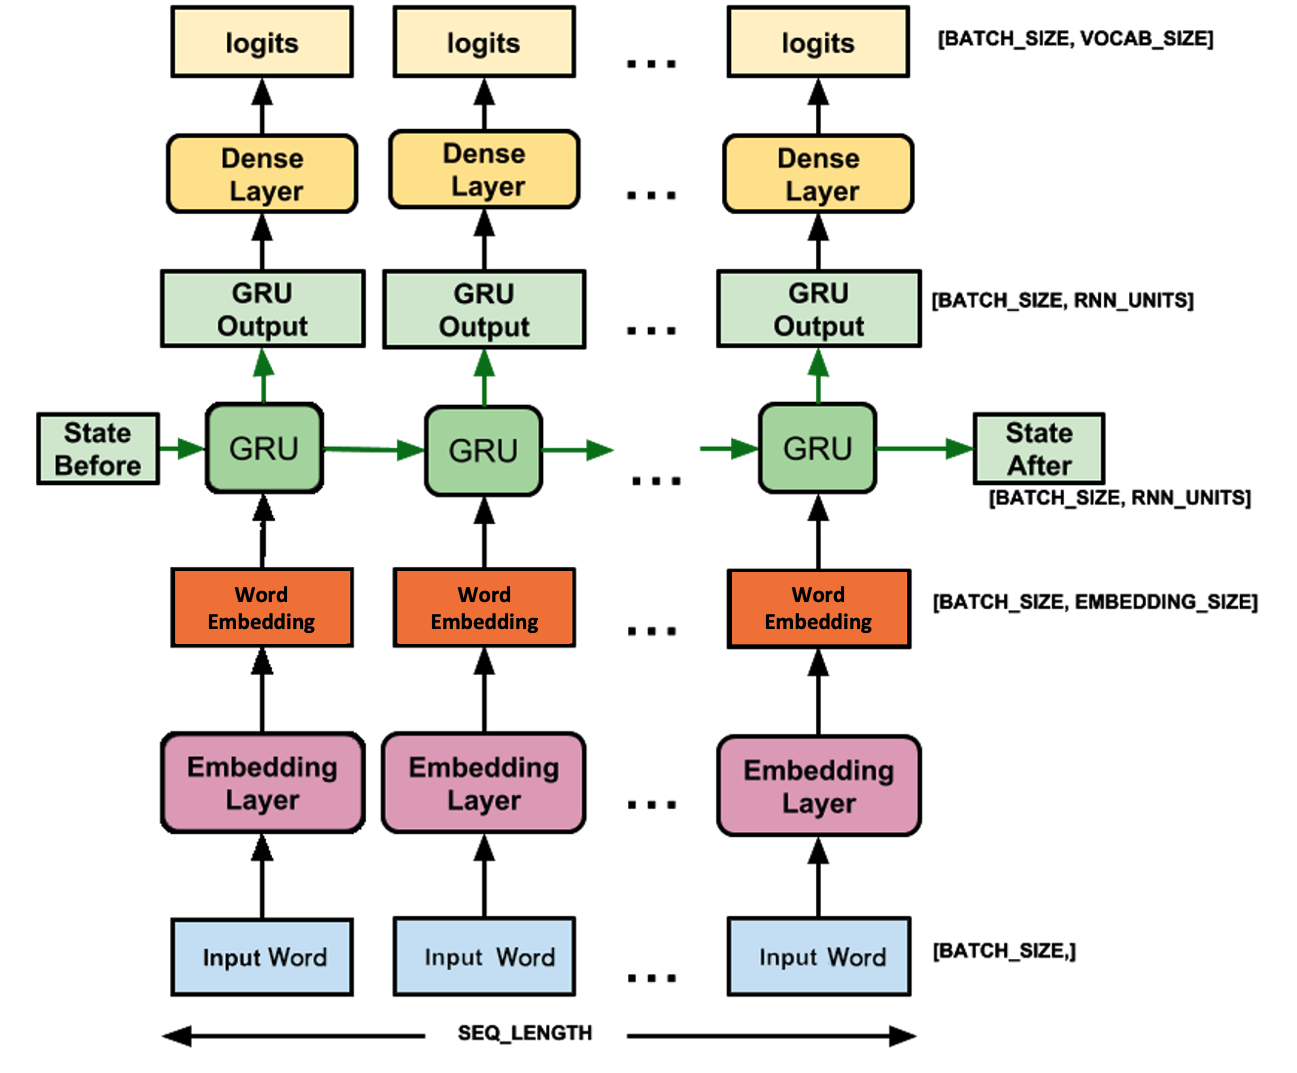 logits
logits
logits
[BATCH_SIZE, VOCAB_SIZE]
...
Dense
Layer
Dense
Layer
...
Dense
Layer
GRU
Output
GRU
Output
...
GRU
Output
[BATCH_SIZE, RNN_UNITS]
State
Before
GRU
GRU
...
GRU
State
After
[BATCH_SIZE, RNN_UNITS]
Word
Embedding
Word
Embedding
...
Word
Embedding
[BATCH_SIZE, EMBEDDING_SIZE]
Embedding
Layer
Embedding
Layer
...
Embedding
Layer
Input Word
Input Word
...
Input Word
[BATCH_SIZE,]
SEQ_LENGTH